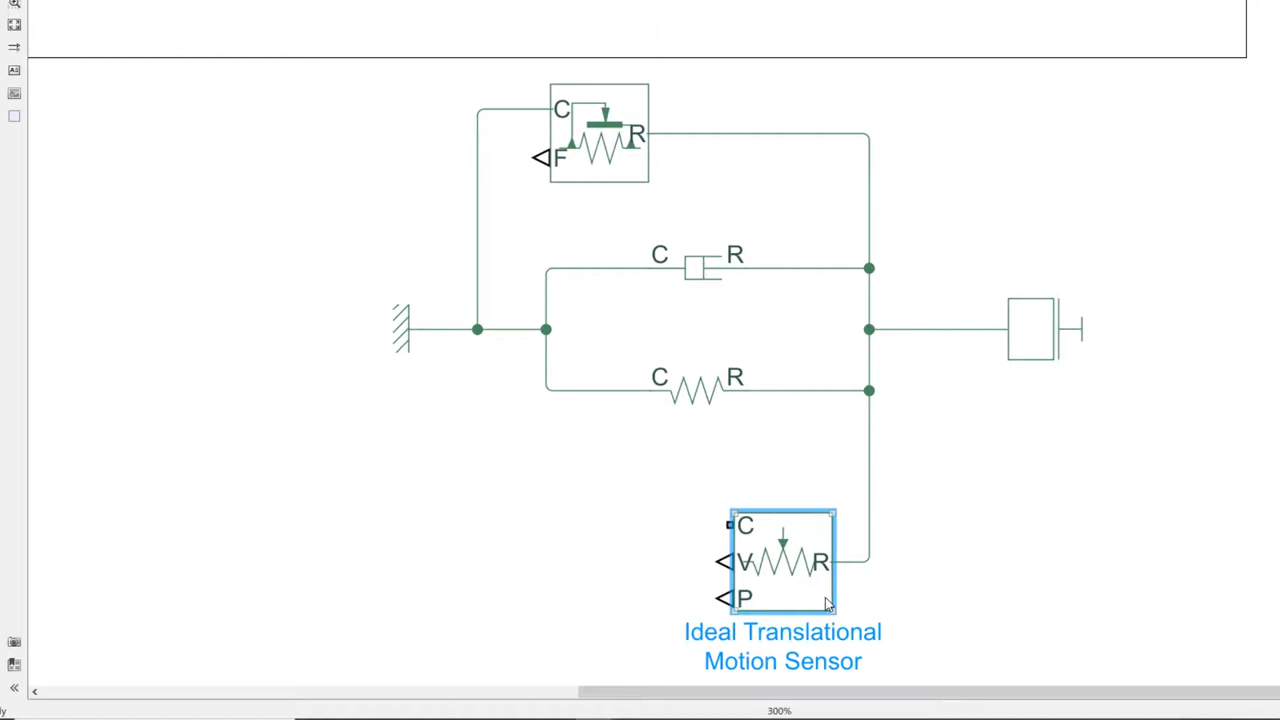 C
R
F
C R
C R
C
V R
P
Ideal Translational
Motion Sensor
300%